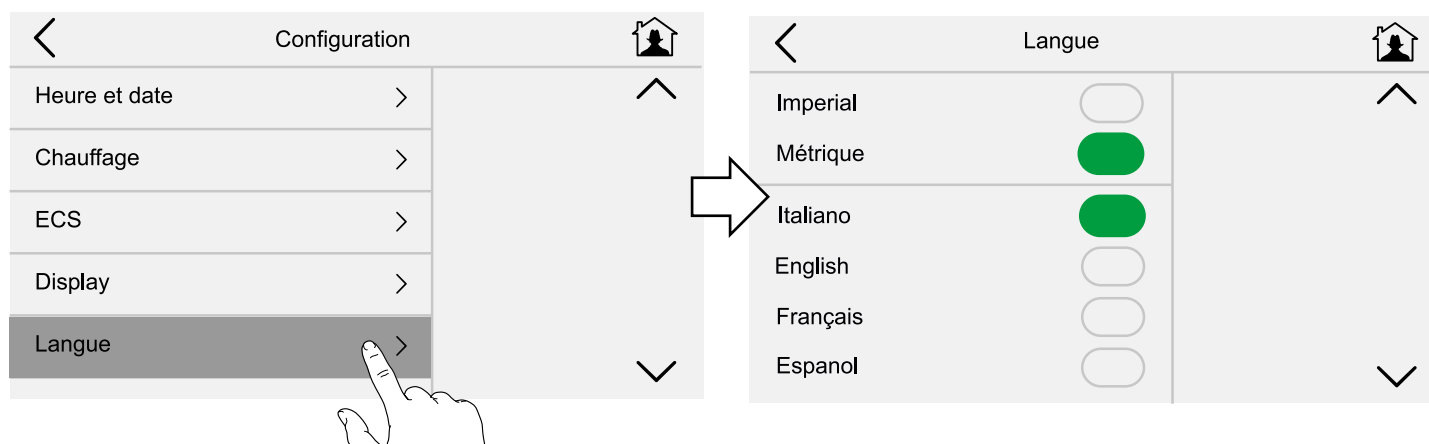 Configuration
Heure et date
Chauffage
ECS
Display
Langue
Langue
Imperial
Métrique
Italiano
English
Français
Espanol